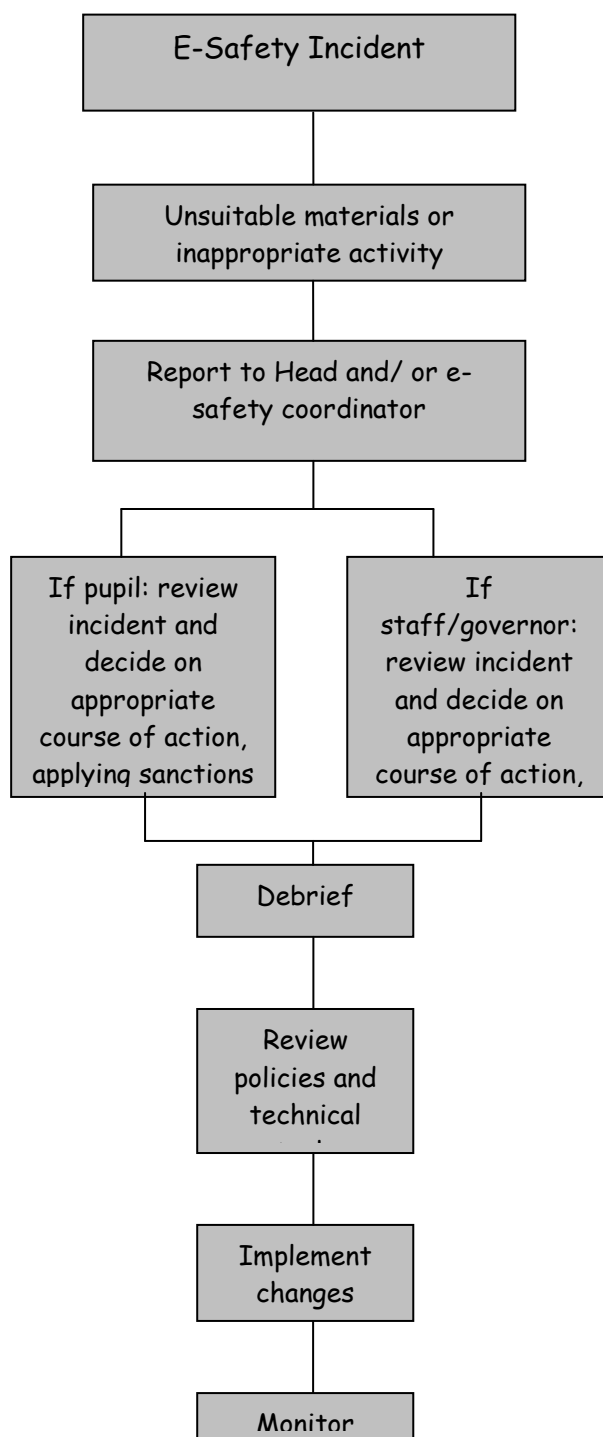 E-Safety Incident
Unsuitable materials or
inappropriate activity
Report to Head and/ or e-
safety coordinator
If pupil: review
incident and
decide on
appropriate
course of action,
applying sanctions
If
staff/governor:
review incident
and decide on
appropriate
course of action,
Debrief
Review
policies and
technical
Implement
changes
Monitor